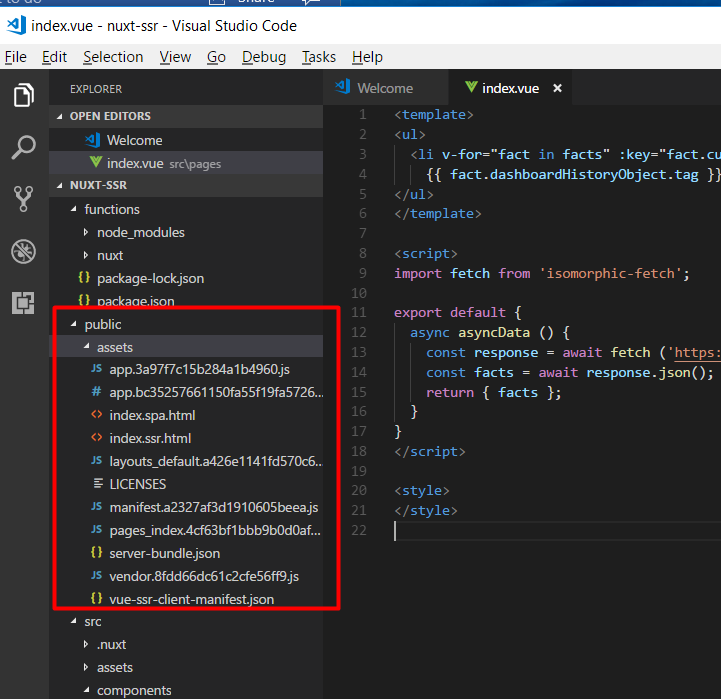 index.vue - nuxt-ssr - Visual Studio Code
File Edit Selection View Go Debug Tasks Help
EXPLORER
OPEN EDITORS
Welcome
index.vue src\pages
NUXT-SSR
functions
node_modules
nuxt
package-lock.json
package.json
public
assets
app.3a97f7c15b284a1b4960.js
app.bc35257661150fa55f19fa5726...
index.spa.html
index.ssr.html
layouts_default.a426e1141fd570c6...
LICENSES
manifest.a2327af3d1910605beea.js
pages_index.4cf63bf1bbb9b0d0af...
server-bundle.json
vendor.8fdd66dc61c2cfe56ff9.js
vue-ssr-client-manifest.json
src
.nuxt
assets
components
Welcome index.vue
1 <template>
2 <ul>
3 <li v-for="fact in facts" :key="fact.cu
4 {{ fact.dashboardHistoryObject.tag }}
5 </ul>
6 </template>
7
8 <script>
9 import fetch from 'isomorphic-fetch';
10
11 export default {
12 async asyncData () {
13 const response = await fetch ('https:
14 const facts = await response.json();
15 return { facts };
16 }
17 }
18 </script>
19
20 <style>
21 </style>
22